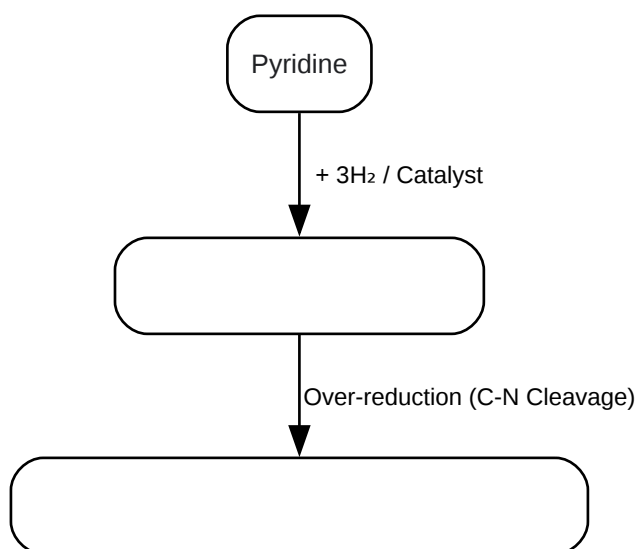 Pyridine
+ 3H₂ / Catalyst
Over-reduction (C-N Cleavage)